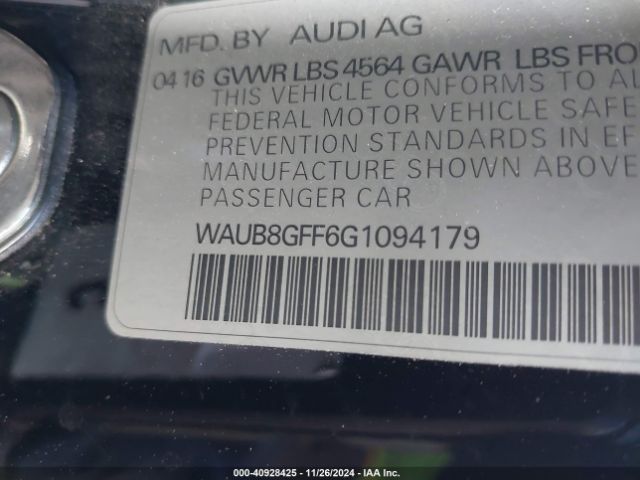 MFD. BY AUDI AG
04 16 GVWR LBS 4564 GAWR LBS FRO
THIS VEHICLE CONFORMS TO AL
FEDERAL MOTOR VEHICLE SAFE
PREVENTION STANDARDS IN EF
MANUFACTURE SHOWN ABOVE
PASSENGER CAR
WAUB8GFF6G1094179
000-40928425 - 11/26/2024 - IAA Inc.